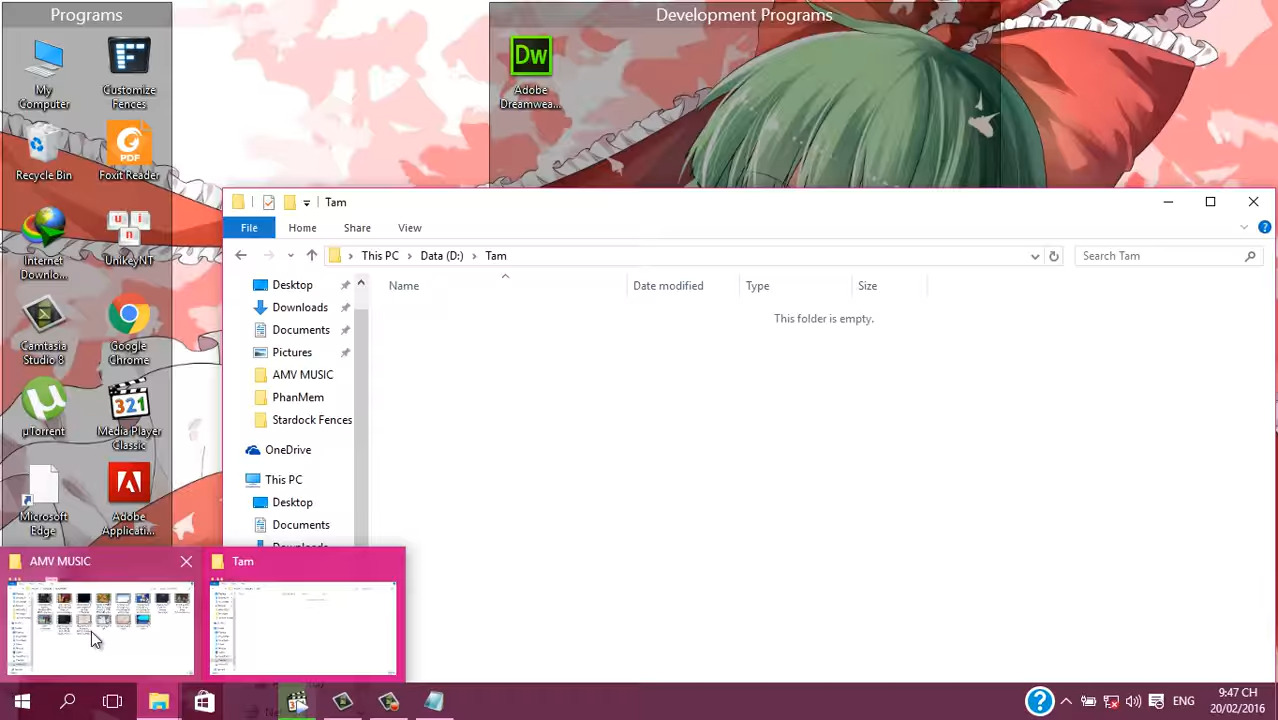 Programs
Development Programs
My Computer
Customize Fences
Dw
Adobe Dreamwea...
Recycle Bin
PDF
Foxit Reader
Tam
File
Home
Share
View
This PC
Data (D:)
Tam
Search Tam
u n i
Internet Downlo...
UnikeyNT
Desktop
Downloads
Documents
Pictures
AMV MUSIC
PhanMem
Stardock Fences
OneDrive
This PC
Desktop
Documents
Name
Date modified
Type
Size
This folder is empty.
Camtasia Studio 8
Google Chrome
321
µTorrent
Media Player Classic
Microsoft Edge
Adobe Applicati...
AMV MUSIC
Tam
ENG
9:47 CH
20/02/2016